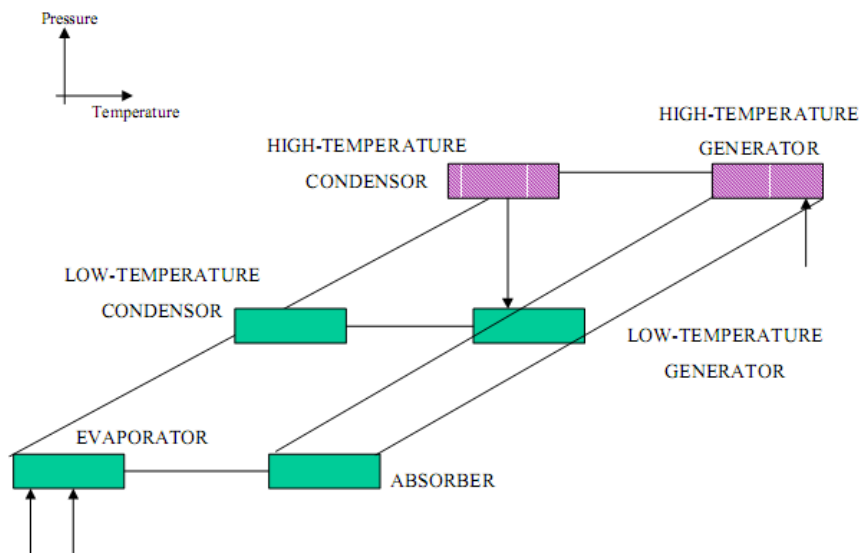 Pressure
Temperature
HIGH-TEMPERATURE
GENERATOR
HIGH-TEMPERATURE
CONDENSOR
LOW-TEMPERATURE
CONDENSOR
LOW-TEMPERATURE
GENERATOR
EVAPORATOR
ABSORBER